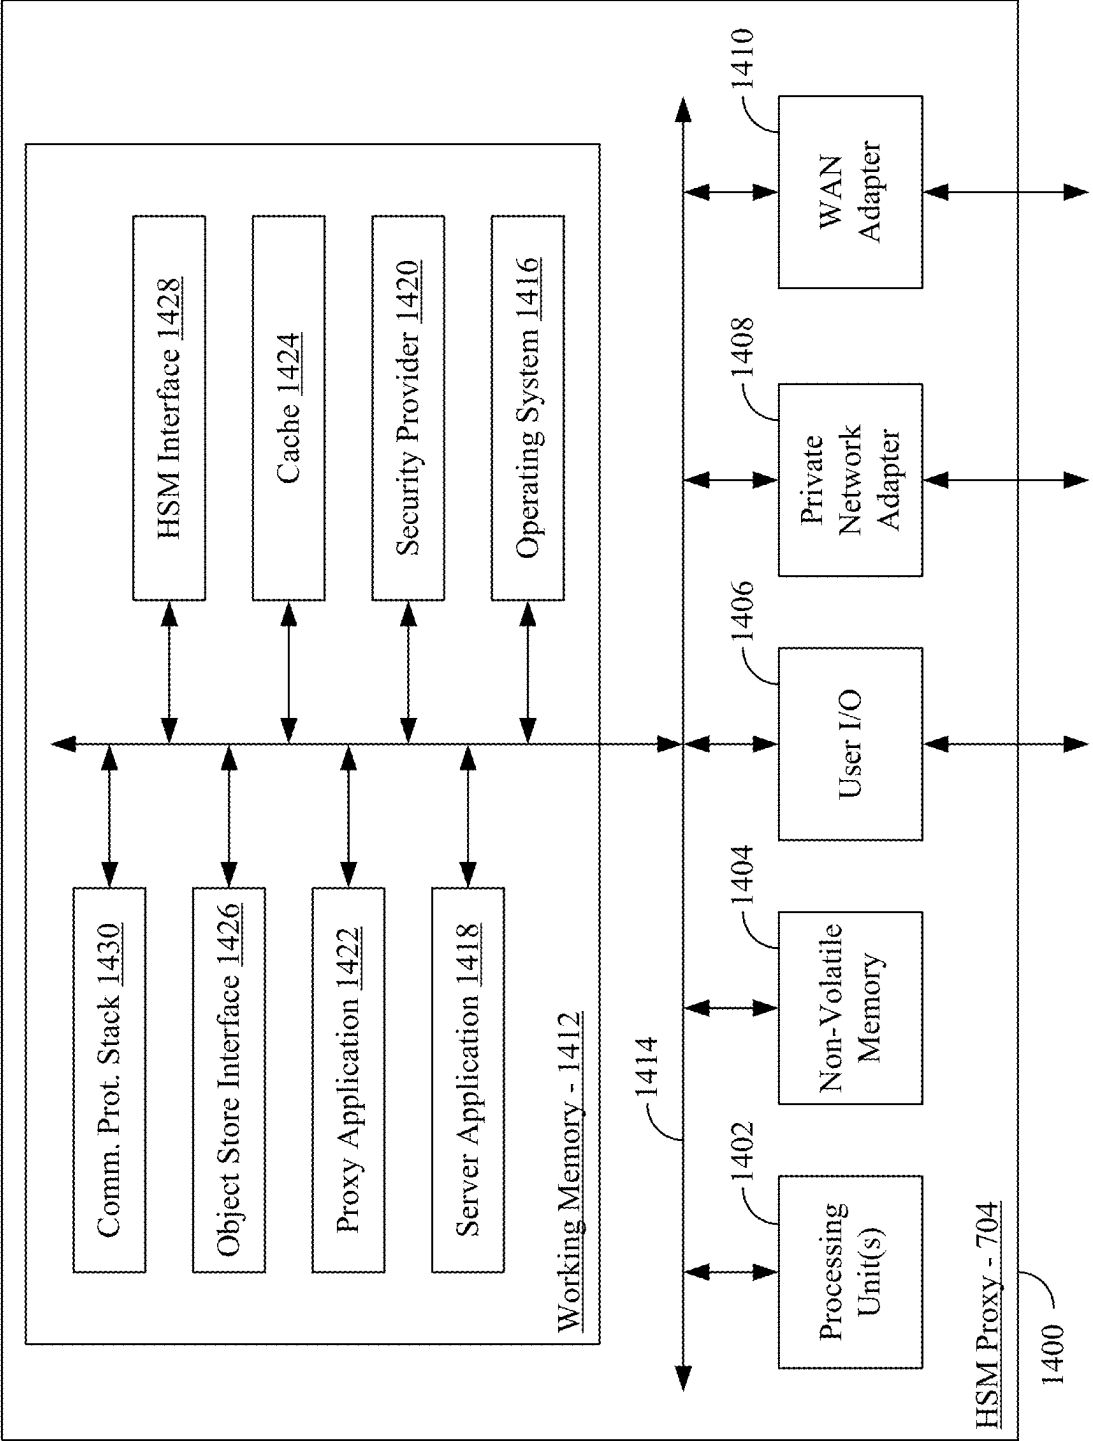 Comm. Prot. Stack 1430
HSM Interface 1428
Object Store Interface 1426
Cache 1424
Proxy Application 1422
Security Provider 1420
Server Application 1418
Operating System 1416
Working Memory - 1412
1414
1402
1404
1406
1408
1410
Processing
Unit(s)
Non-Volatile
Memory
User I/O
Private
Network
Adapter
WAN
Adapter
HSM Proxy - 704
1400